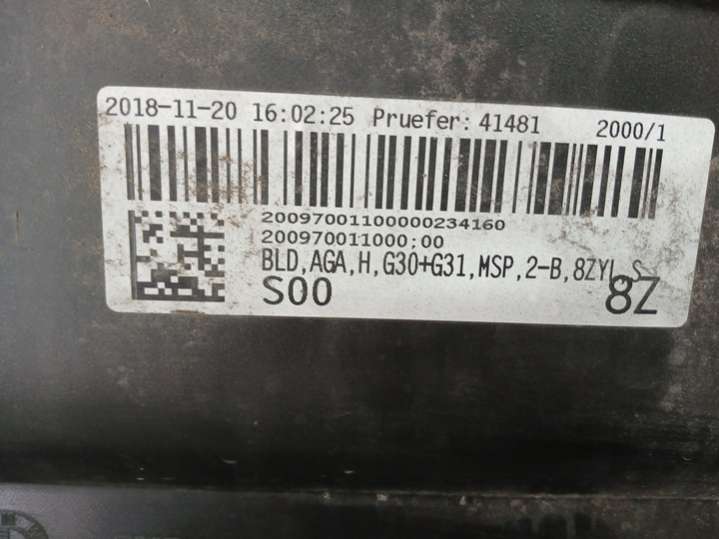 2018-11-20 16:02:25 Pruefer: 41481 2000/1
20097001100000234160
200970011000;00
BLD,AGA,H,G30+G31,MSP,2-B,8ZYL,S
S00 8Z